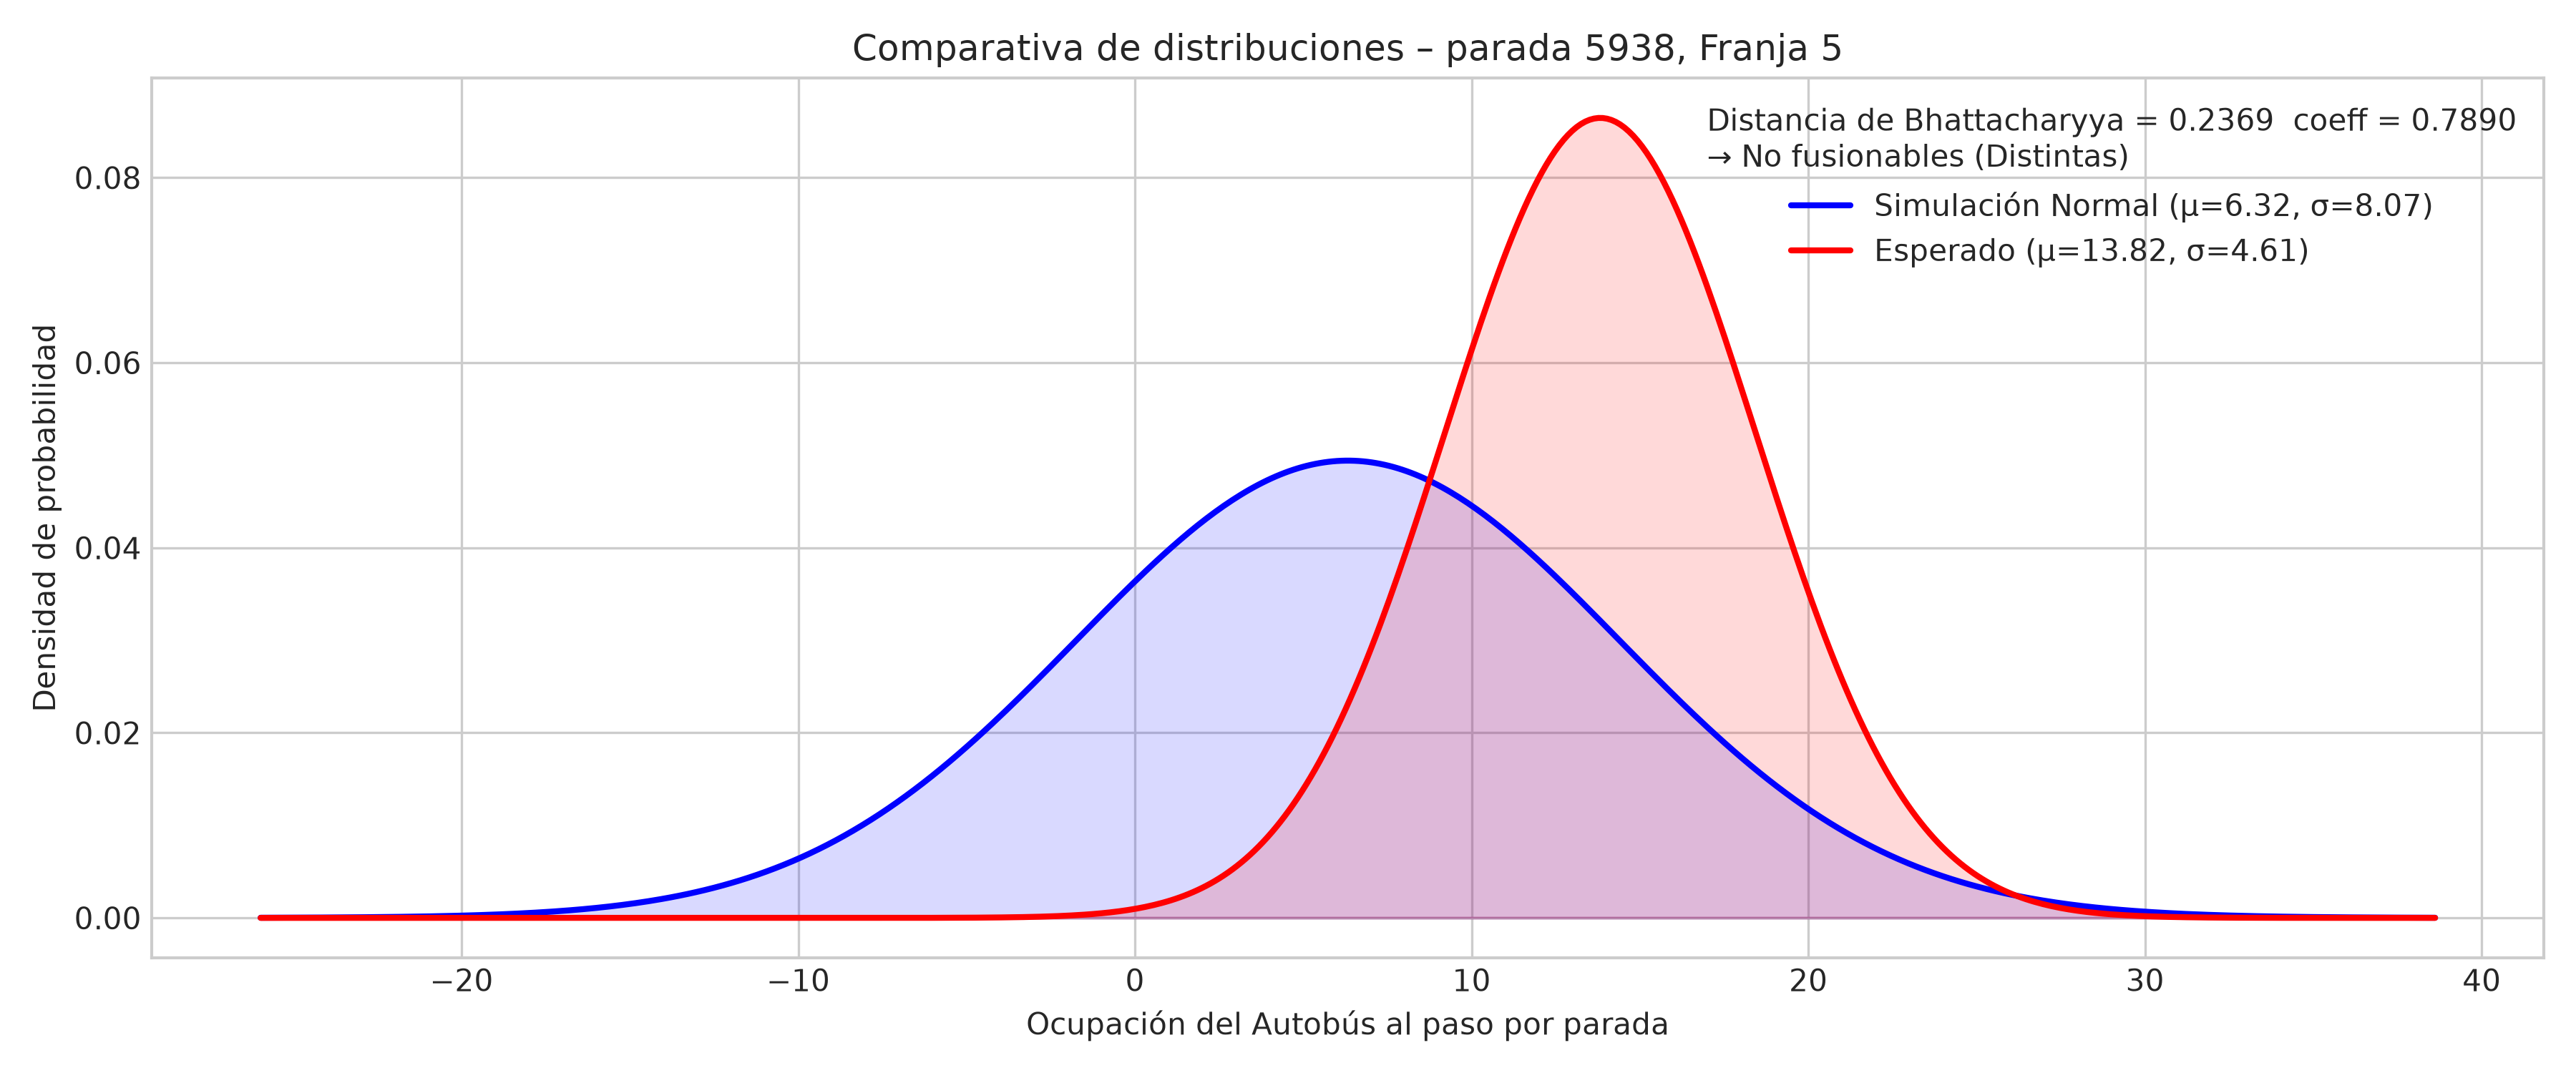 Comparativa de distribuciones – parada 5938, Franja 5
Distancia de Bhattacharyya = 0.2369  coeff = 0.7890
→ No fusionables (Distintas)
Simulación Normal (μ=6.32, σ=8.07)
Esperado (μ=13.82, σ=4.61)
Densidad de probabilidad
0.08
0.06
0.04
0.02
0.00
−20
−10
0
10
20
30
40
Ocupación del Autobús al paso por parada